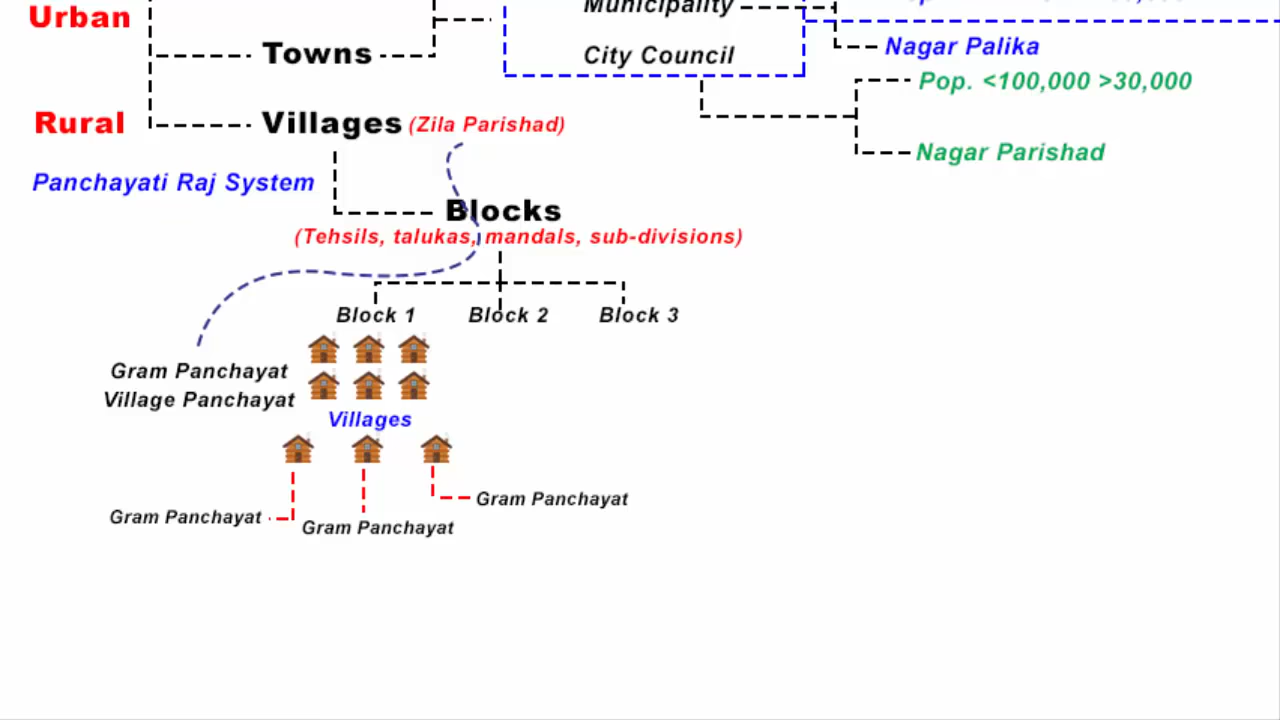 Municipality
Urban
Towns
City Council
Nagar Palika
Pop. <100,000 >30,000
Rural
Villages (Zila Parishad)
Nagar Parishad
Panchayati Raj System
Blocks
(Tehsils, talukas, mandals, sub-divisions)
Block 1
Block 2
Block 3
Gram Panchayat
Village Panchayat
Villages
Gram Panchayat
Gram Panchayat
Gram Panchayat